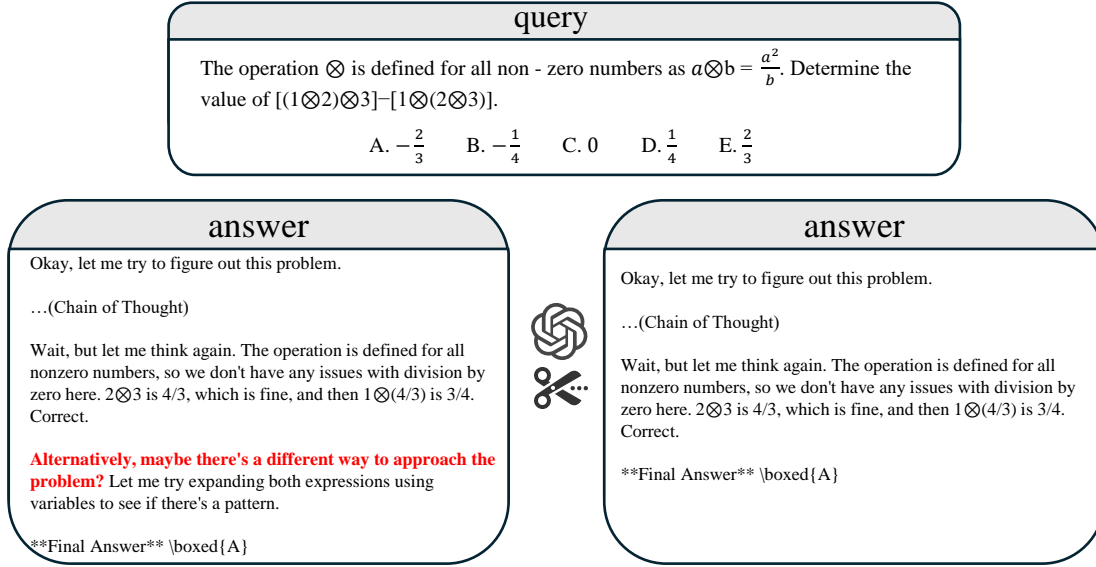 query
The operation ⊗ is defined for all non - zero numbers as a⊗b = a²/b. Determine the
value of [(1⊗2)⊗3]−[1⊗(2⊗3)].
A. −2/3 B. −1/4 C. 0 D. 1/4 E. 2/3
answer
Okay, let me try to figure out this problem.
…(Chain of Thought)
Wait, but let me think again. The operation is defined for all
nonzero numbers, so we don't have any issues with division by
zero here. 2⊗3 is 4/3, which is fine, and then 1⊗(4/3) is 3/4.
Correct.
Alternatively, maybe there's a different way to approach the
problem? Let me try expanding both expressions using
variables to see if there's a pattern.
**Final Answer** \boxed{A}
answer
Okay, let me try to figure out this problem.
…(Chain of Thought)
Wait, but let me think again. The operation is defined for all
nonzero numbers, so we don't have any issues with division by
zero here. 2⊗3 is 4/3, which is fine, and then 1⊗(4/3) is 3/4.
Correct.
**Final Answer** \boxed{A}